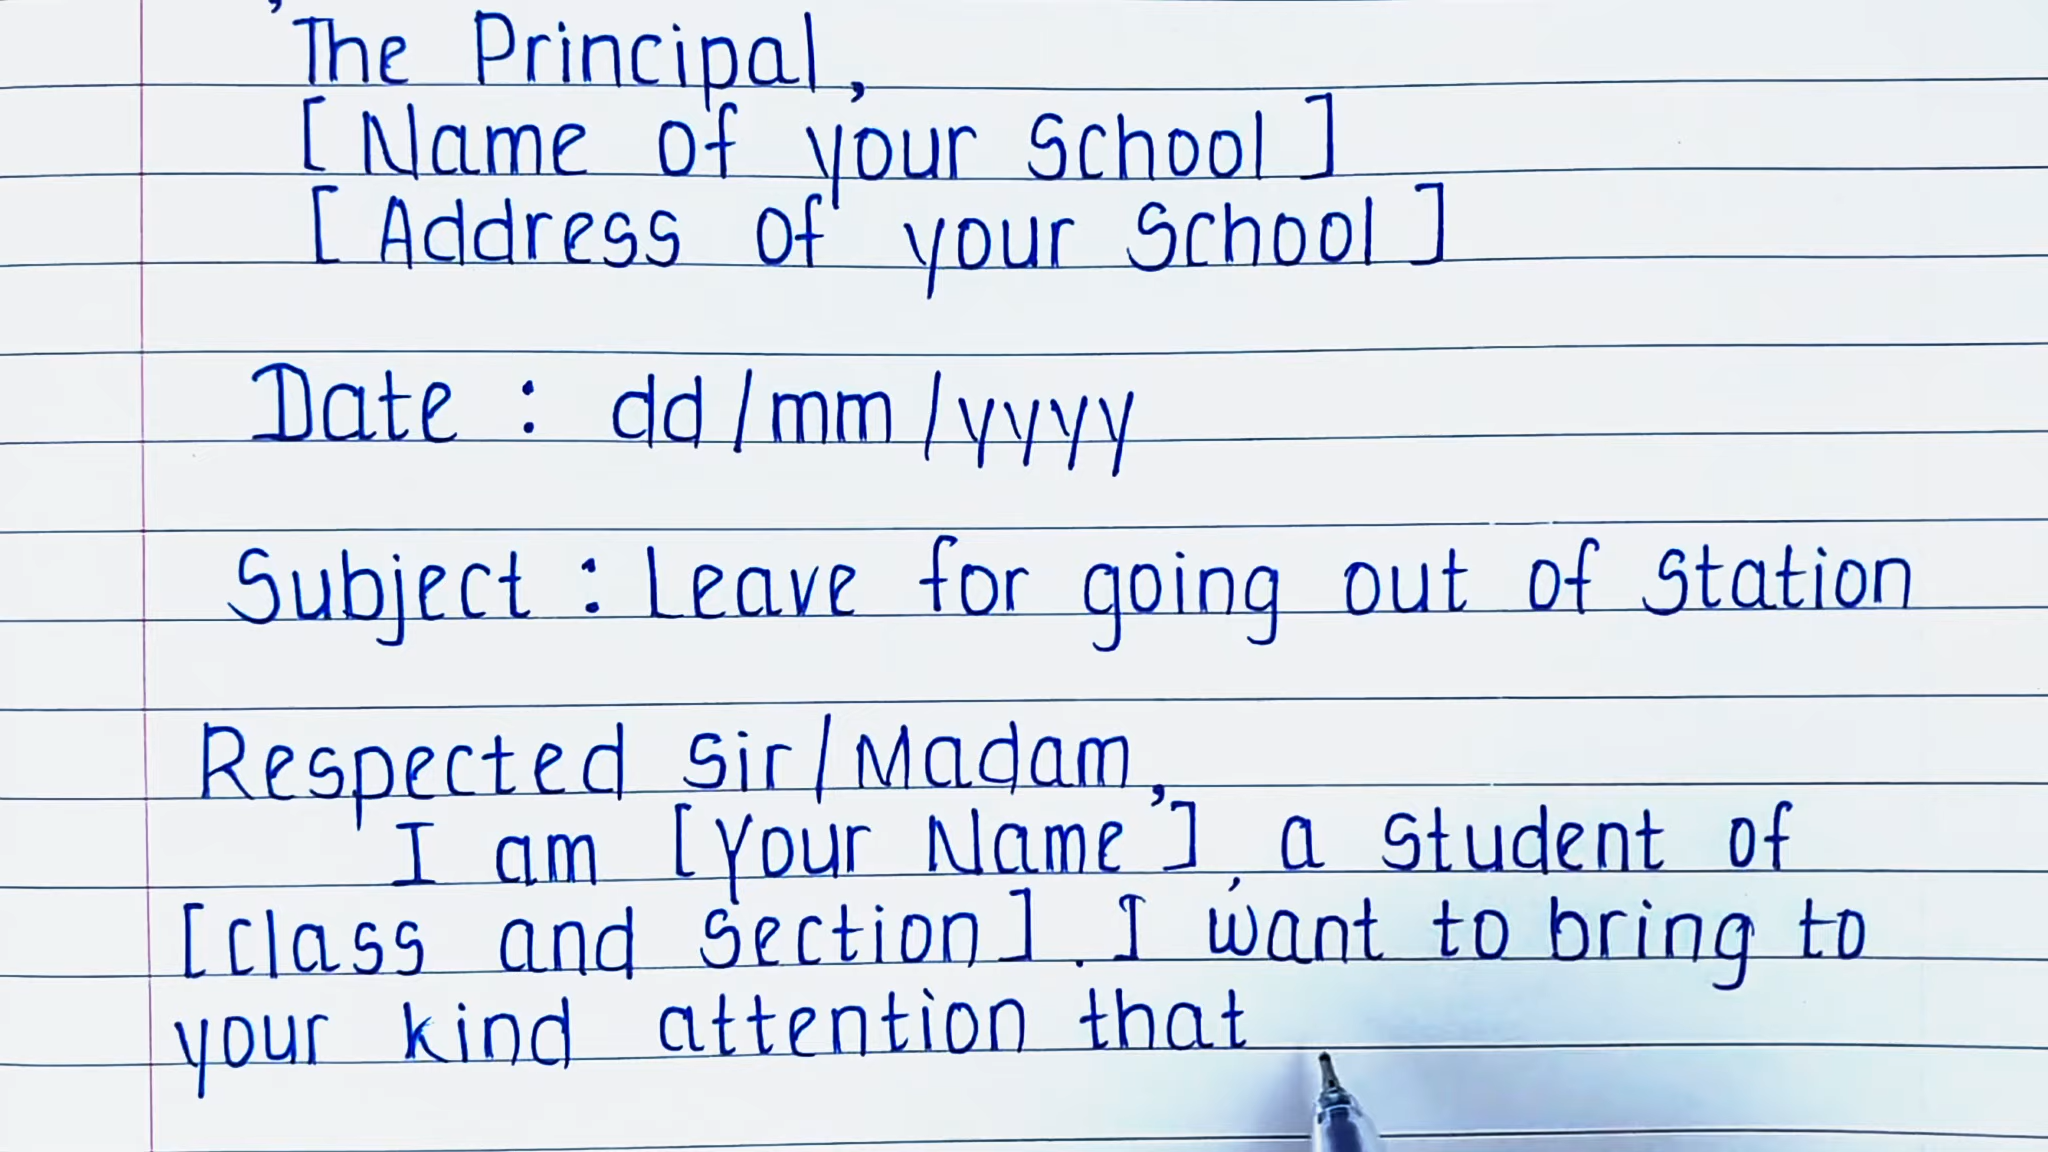 The Principal,
[Name of your School]
[Address of your School]
Date : dd/mm/yyyy
Subject : Leave for going out of station
Respected Sir/Madam,
I am [Your Name], a student of
[class and section]. I want to bring to
your kind attention that